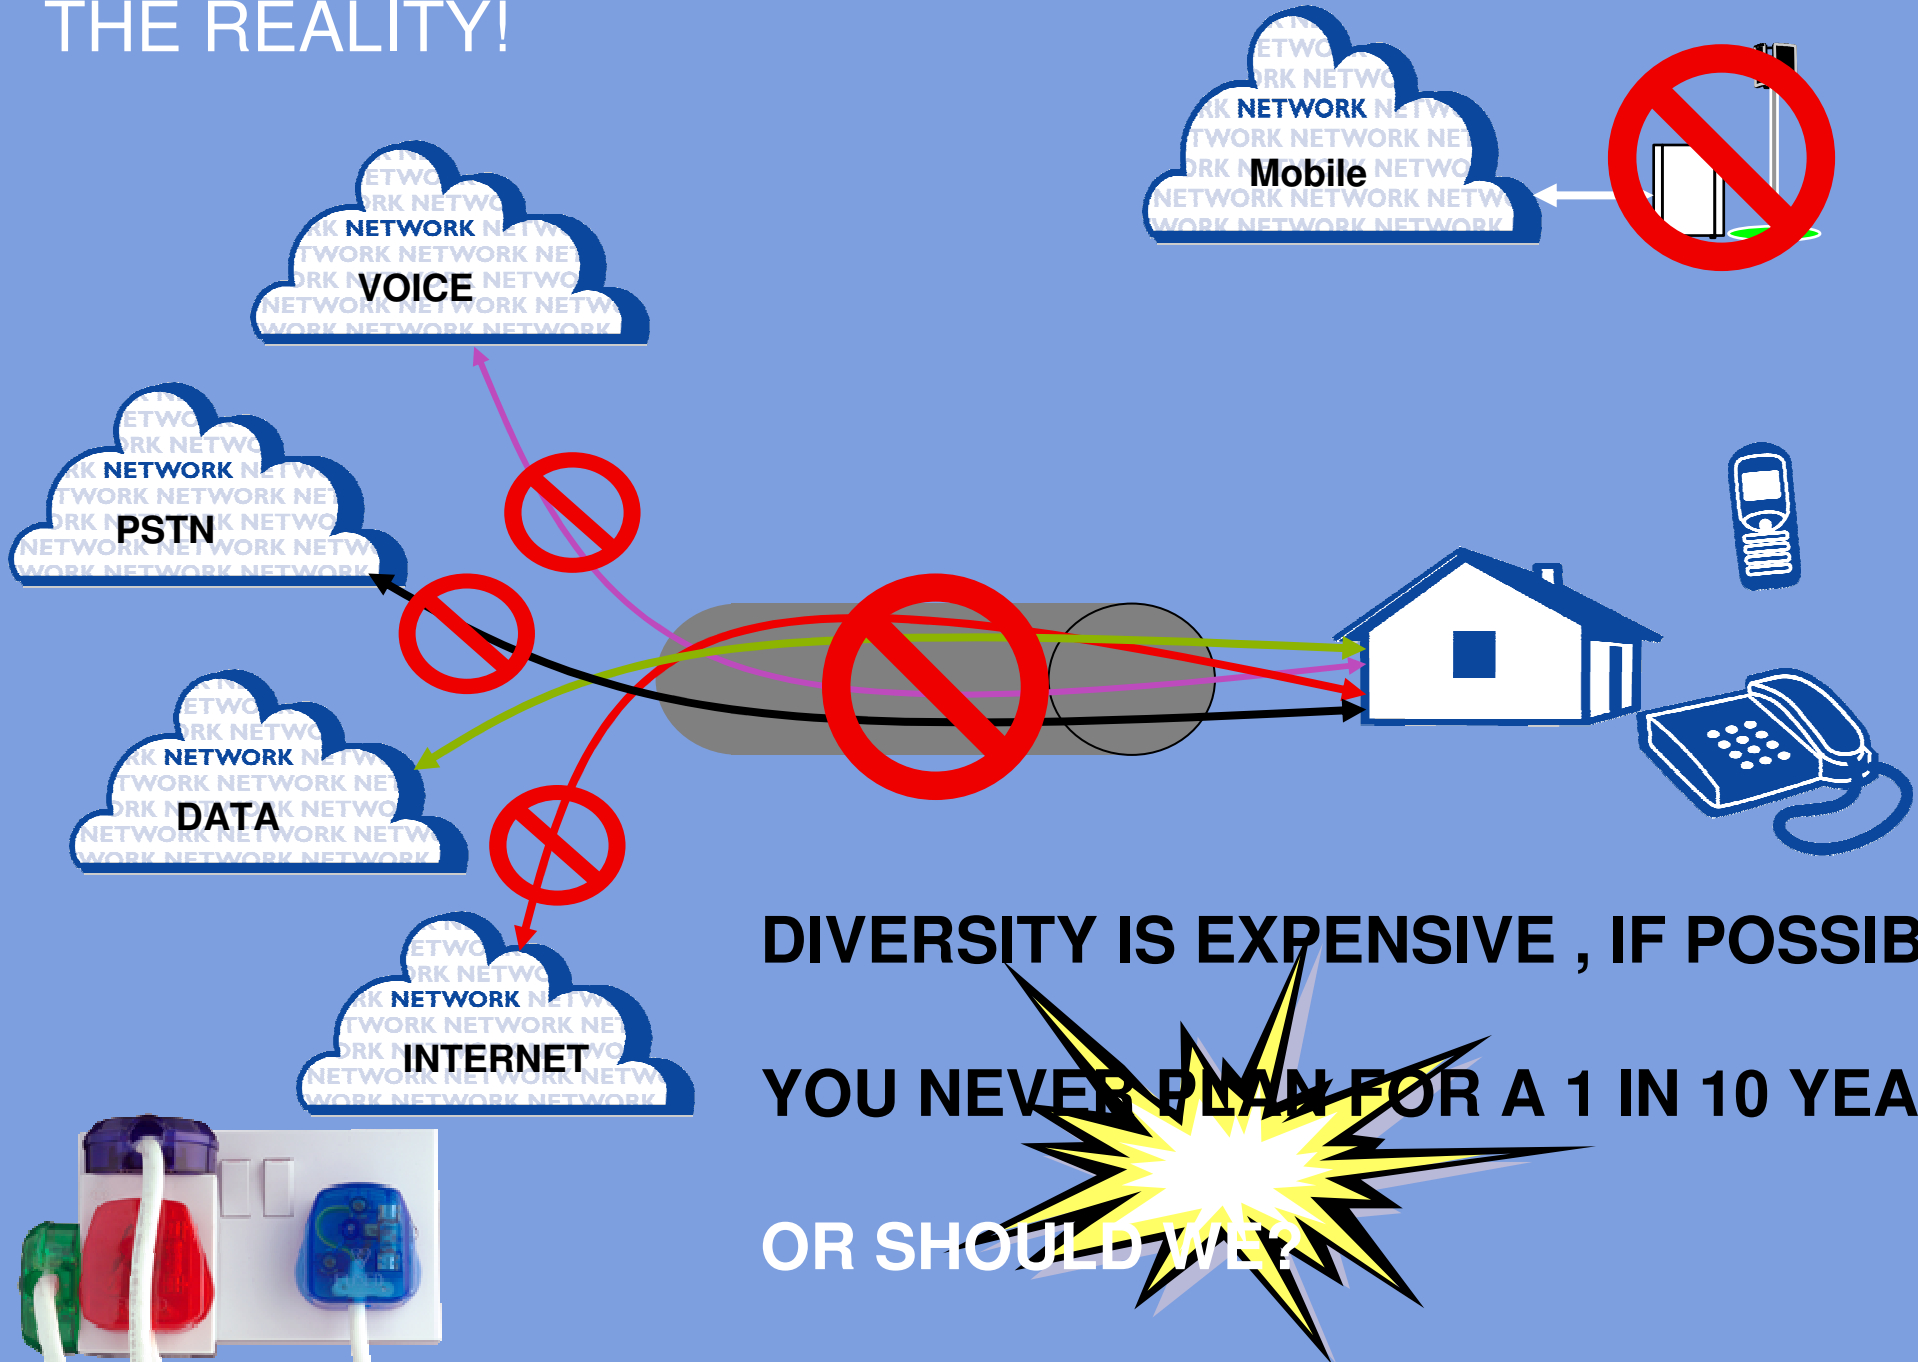 THE REALITY!
NETWORK
Mobile
NETWORK
VOICE
NETWORK
PSTN
NETWORK
DATA
NETWORK
INTERNET
DIVERSITY IS EXPENSIVE , IF POSSIB
YOU NEVER PLAN FOR A 1 IN 10 YEA
OR SHOULD WE?